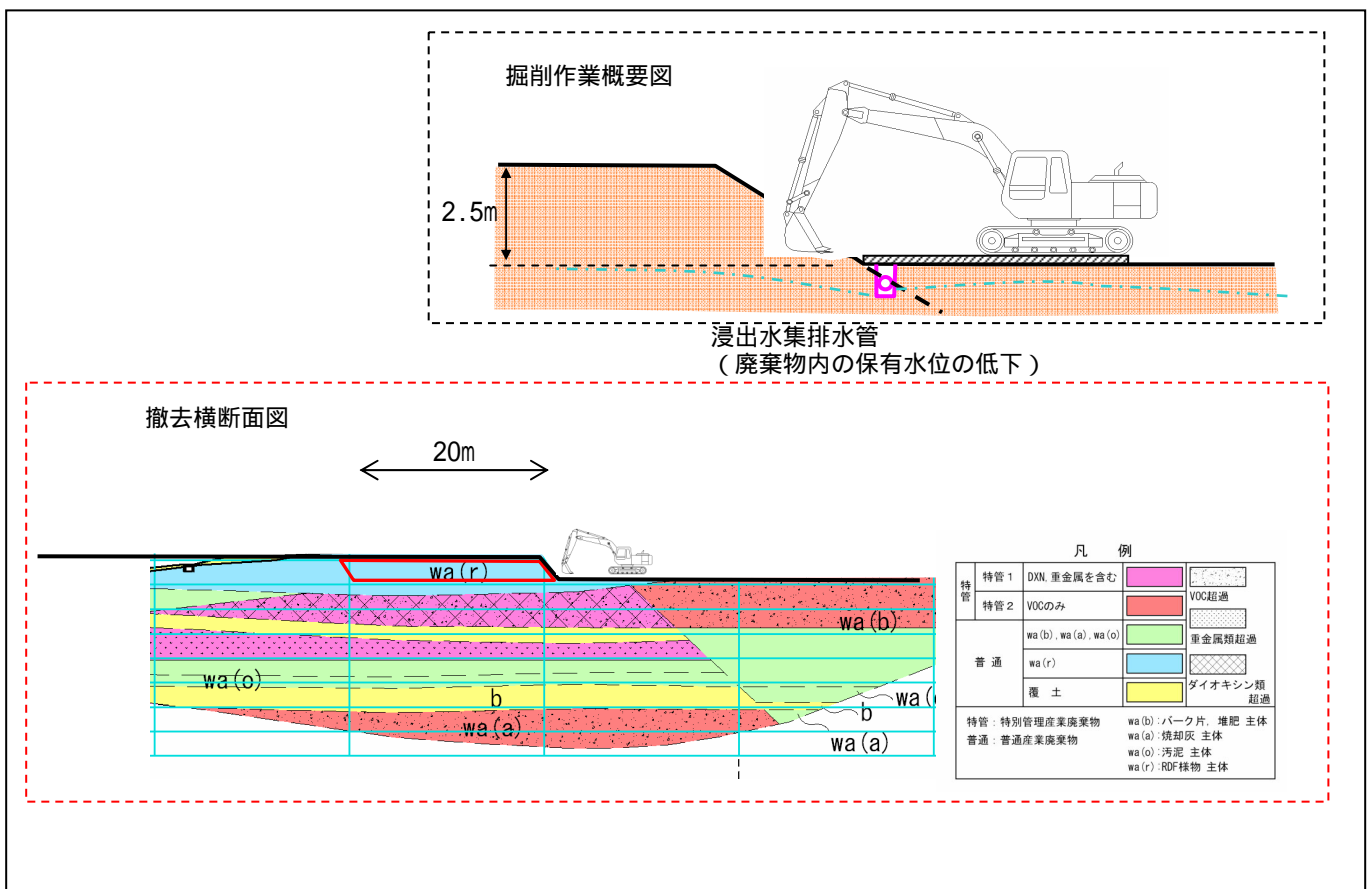 掘削作業概要図
2.5m
浸出水集排水管
(廃棄物内の保有水位の低下)
撤去横断面図
20m
wa(r)
wa(b)
wa(o)
b
wa(a)
b
wa(a)
凡 例
特管
特管1 DXN,重金属を含む
特管2 VOCのみ
普通
wa(b),wa(a),wa(o)
wa(r)
覆土
VOC超過
重金属類超過
ダイオキシン類
超過
特管:特別管理産業廃棄物
普通:普通産業廃棄物
wa(b):バーク片,堆肥 主体
wa(a):焼却灰 主体
wa(o):汚泥 主体
wa(r):RDF様物 主体